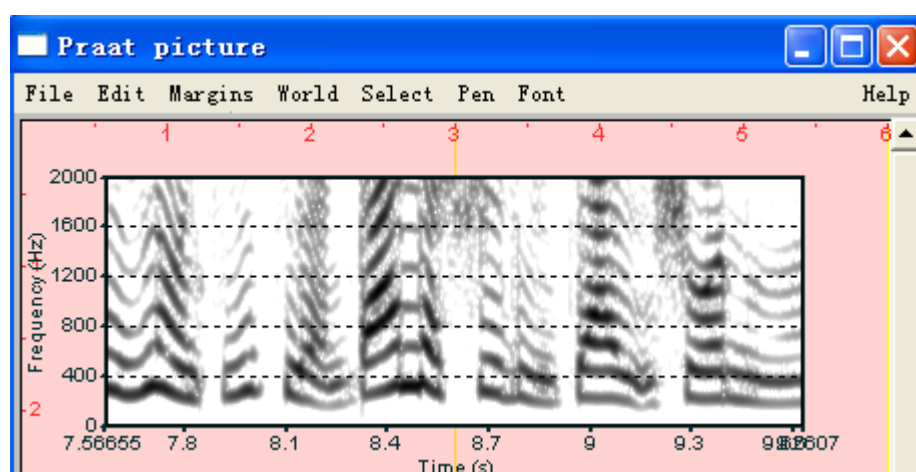 Praat picture
File Edit Margins World Select Pen Font Help
1 2 3 4 5 6
2000
1600
1200
800
400
0
Frequency (Hz)
-2
7.56655 7.8 8.1 8.4 8.7 9 9.3
Time (s)